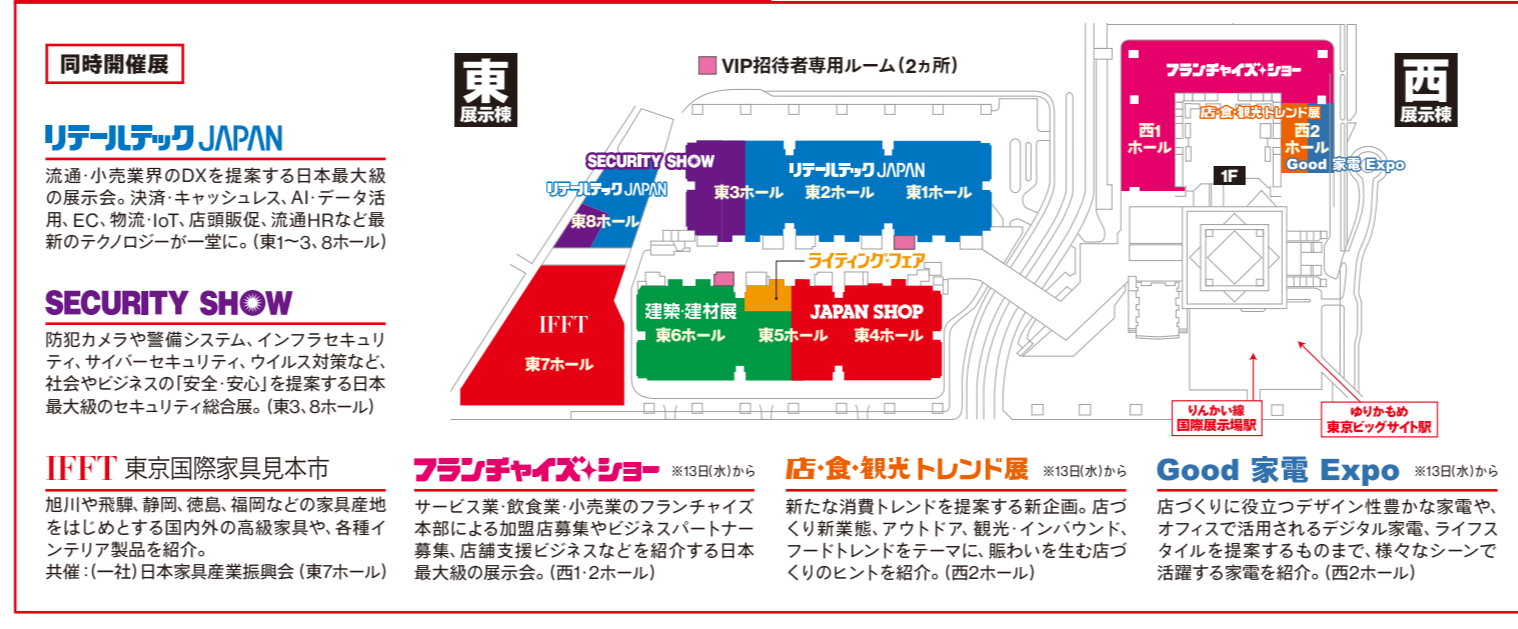 同時開催展
リテールテック JAPAN
流通・小売業界のDXを提案する日本最大級
の展示会。決済・キャッシュレス、AI・データ活
用、EC、物流・IoT、店頭販促、流通HRなど最
新のテクノロジーが一堂に。(東1〜3、8ホール)
SECURITY SHOW
防犯カメラや警備システム、インフラセキュリ
ティ、サイバーセキュリティ、ウイルス対策など、
社会やビジネスの「安全・安心」を提案する日本
最大級のセキュリティ総合展。(東3、8ホール)
東
展示棟
VIP招待者専用ルーム(2ヵ所)
SECURITY SHOW
リテールテック JAPAN
東8ホール
リテールテック JAPAN
東3ホール
東2ホール
東1ホール
ライティング・フェア
建築・建材展
JAPAN SHOP
東6ホール
東5ホール
東4ホール
IFFT
東7ホール
フランチャイズ・ショー
西
展示棟
店・食・観光トレンド展
西1
ホール
西2
ホール
Good 家電 Expo
1F
りんかい線
国際展示場駅
ゆりかもめ
東京ビッグサイト駅
IFFT 東京国際家具見本市
旭川や飛騨、静岡、徳島、福岡などの家具産地
をはじめとする国内外の高級家具や、各種イ
ンテリア製品を紹介。
共催:(一社)日本家具産業振興会 (東7ホール)
フランチャイズ・ショー ※13日(水)から
サービス業・飲食業・小売業のフランチャイズ
本部による加盟店募集やビジネスパートナー
募集、店舗支援ビジネスなどを紹介する日本
最大級の展示会。(西1・2ホール)
店・食・観光トレンド展 ※13日(水)から
新たな消費トレンドを提案する新企画。店づ
くり新業態、アウトドア、観光・インバウンド、
フードトレンドをテーマに、賑わいを生む店づ
くりのヒントを紹介。(西2ホール)
Good 家電 Expo ※13日(水)から
店づくりに役立つデザイン性豊かな家電や、
オフィスで活用されるデジタル家電、ライフス
タイルを提案するものまで、様々なシーンで
活躍する家電を紹介。(西2ホール)